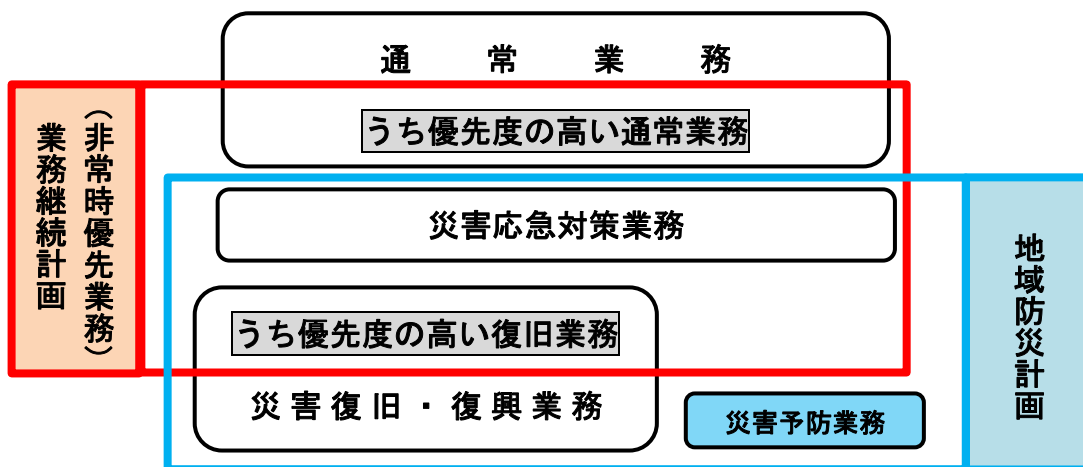 通常業務
うち優先度の高い通常業務
業務継続計画
（非常時優先業務）
災害応急対策業務
うち優先度の高い復旧業務
災害復旧・復興業務
災害予防業務
地域防災計画